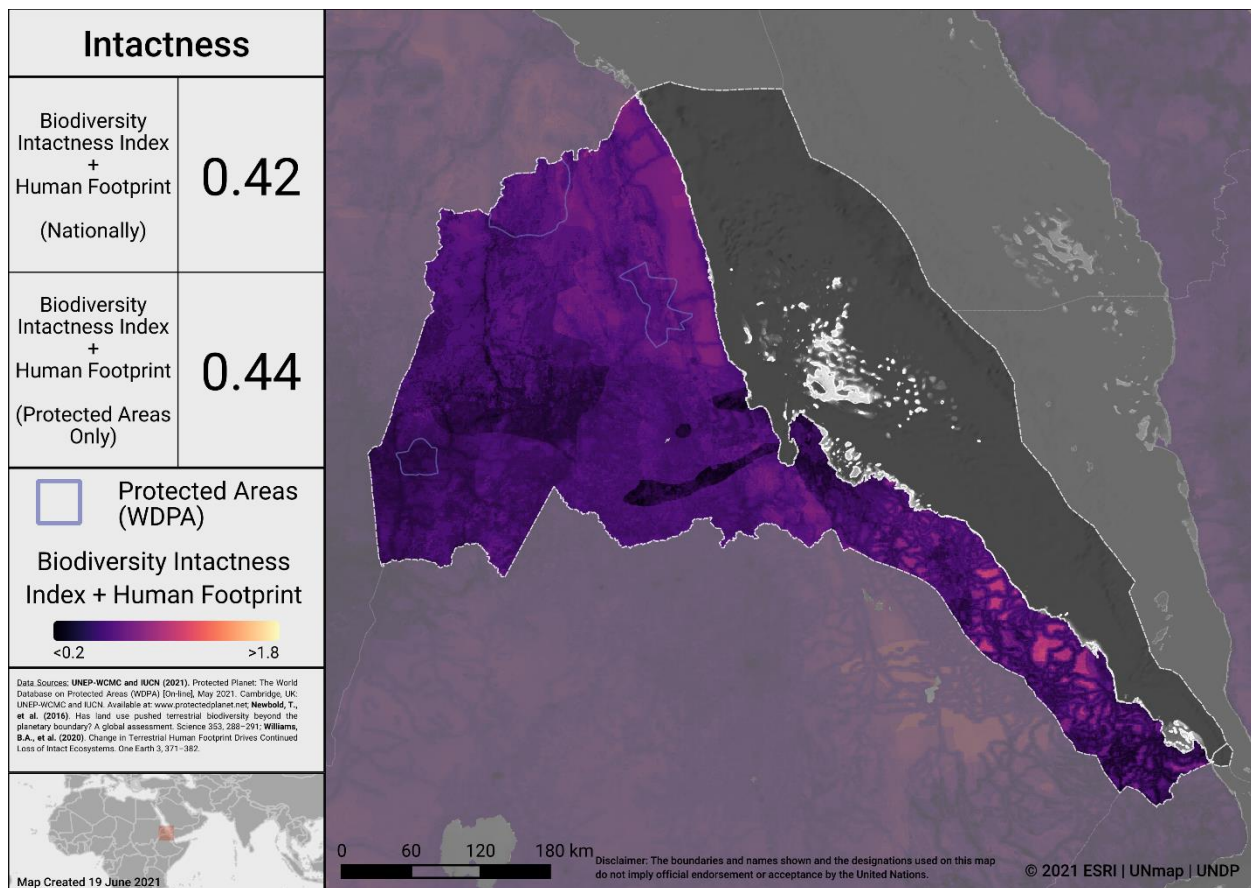 Intactness
Biodiversity
Intactness Index
+
Human Footprint
(Nationally)
0.42
Biodiversity
Intactness Index
+
Human Footprint
(Protected Areas
Only)
0.44
Protected Areas
(WDPA)
Biodiversity Intactness
Index + Human Footprint
<0.2
>1.8
Data Sources: UNEP-WCMC and IUCN (2021). Protected Planet: The World
Database on Protected Areas (WDPA) [On-line], May 2021. Cambridge, UK:
UNEP-WCMC and IUCN. Available at: www.protectedplanet.net; Newbold, T.,
et al. (2016). Has land use pushed terrestrial biodiversity beyond the
planetary boundary? A global assessment. Science 353, 288–291; Williams,
B.A., et al. (2020). Change in Terrestrial Human Footprint Drives Continued
Loss of Intact Ecosystems. One Earth 3, 371–382.
Map Created 19 June 2021
0 60 120 180 km
Disclaimer: The boundaries and names shown and the designations used on this map
do not imply official endorsement or acceptance by the United Nations.
© 2021 ESRI | UNmap | UNDP